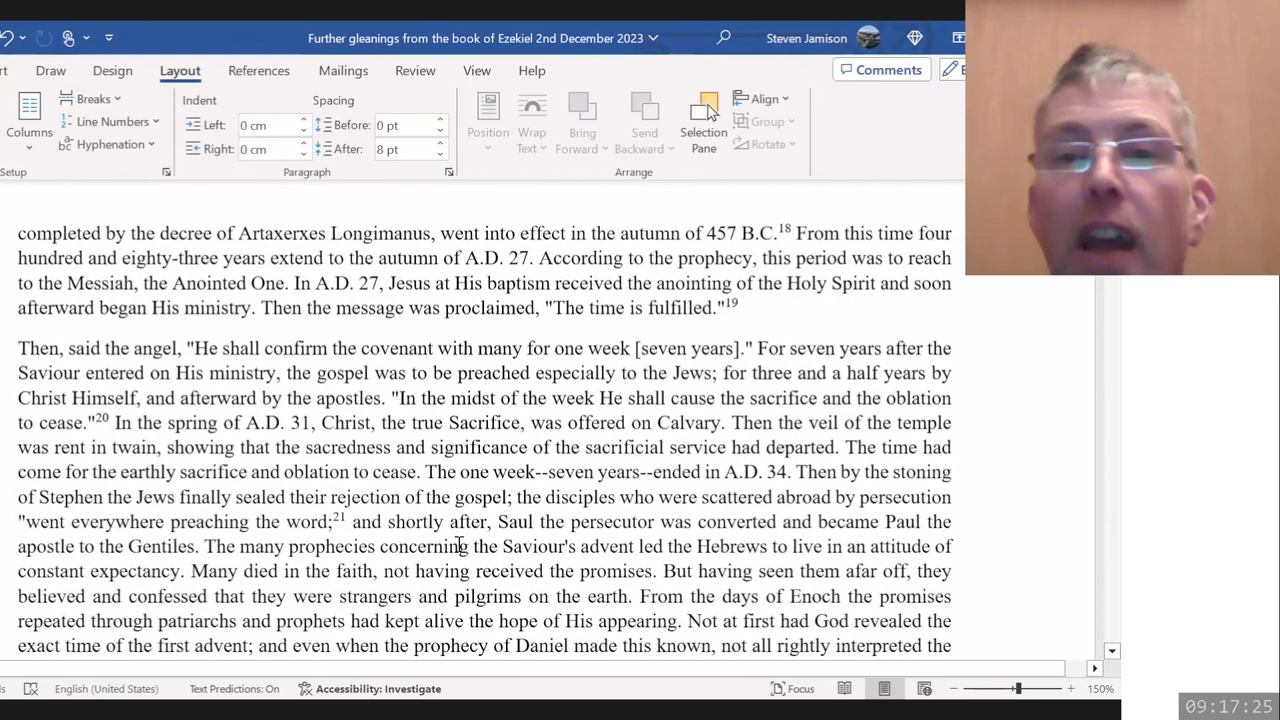 Further gleanings from the book of Ezekiel 2nd December 2023
Steven Jamison
rt Draw Design Layout References Mailings Review View Help
Comments
Columns
Breaks
Line Numbers
Hyphenation
Setup
Indent
Left: 0 cm
Right: 0 cm
Spacing
Before: 0 pt
After: 8 pt
Paragraph
Position
Wrap Text
Bring Forward
Send Backward
Selection Pane
Align
Group
Rotate
Arrange
completed by the decree of Artaxerxes Longimanus, went into effect in the autumn of 457 B.C.18 From this time four
hundred and eighty-three years extend to the autumn of A.D. 27. According to the prophecy, this period was to reach
to the Messiah, the Anointed One. In A.D. 27, Jesus at His baptism received the anointing of the Holy Spirit and soon
afterward began His ministry. Then the message was proclaimed, "The time is fulfilled."19
Then, said the angel, "He shall confirm the covenant with many for one week [seven years]." For seven years after the
Saviour entered on His ministry, the gospel was to be preached especially to the Jews; for three and a half years by
Christ Himself, and afterward by the apostles. "In the midst of the week He shall cause the sacrifice and the oblation
to cease."20 In the spring of A.D. 31, Christ, the true Sacrifice, was offered on Calvary. Then the veil of the temple
was rent in twain, showing that the sacredness and significance of the sacrificial service had departed. The time had
come for the earthly sacrifice and oblation to cease. The one week--seven years--ended in A.D. 34. Then by the stoning
of Stephen the Jews finally sealed their rejection of the gospel; the disciples who were scattered abroad by persecution
"went everywhere preaching the word;21 and shortly after, Saul the persecutor was converted and became Paul the
apostle to the Gentiles. The many prophecies concerning the Saviour's advent led the Hebrews to live in an attitude of
constant expectancy. Many died in the faith, not having received the promises. But having seen them afar off, they
believed and confessed that they were strangers and pilgrims on the earth. From the days of Enoch the promises
repeated through patriarchs and prophets had kept alive the hope of His appearing. Not at first had God revealed the
exact time of the first advent; and even when the prophecy of Daniel made this known, not all rightly interpreted the
s English (United States) Text Predictions: On Accessibility: Investigate Focus 150%
09:17:25